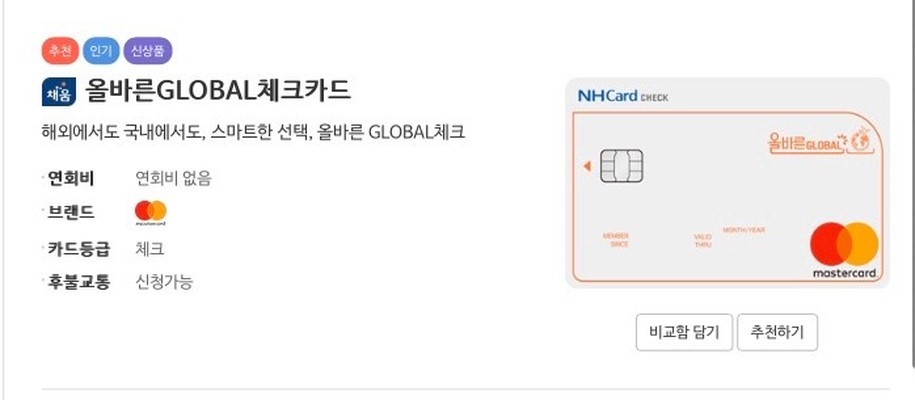 추천 인기 신상품
채움 올바른GLOBAL체크카드
해외에서도 국내에서도, 스마트한 선택, 올바른 GLOBAL체크
· 연회비 연회비 없음
· 브랜드 mastercard
· 카드등급 체크
· 후불교통 신청가능
NHCard CHECK
올바른GLOBAL
MEMBER SINCE
VALID THRU
MONTH/YEAR
mastercard
비교함 담기 추천하기